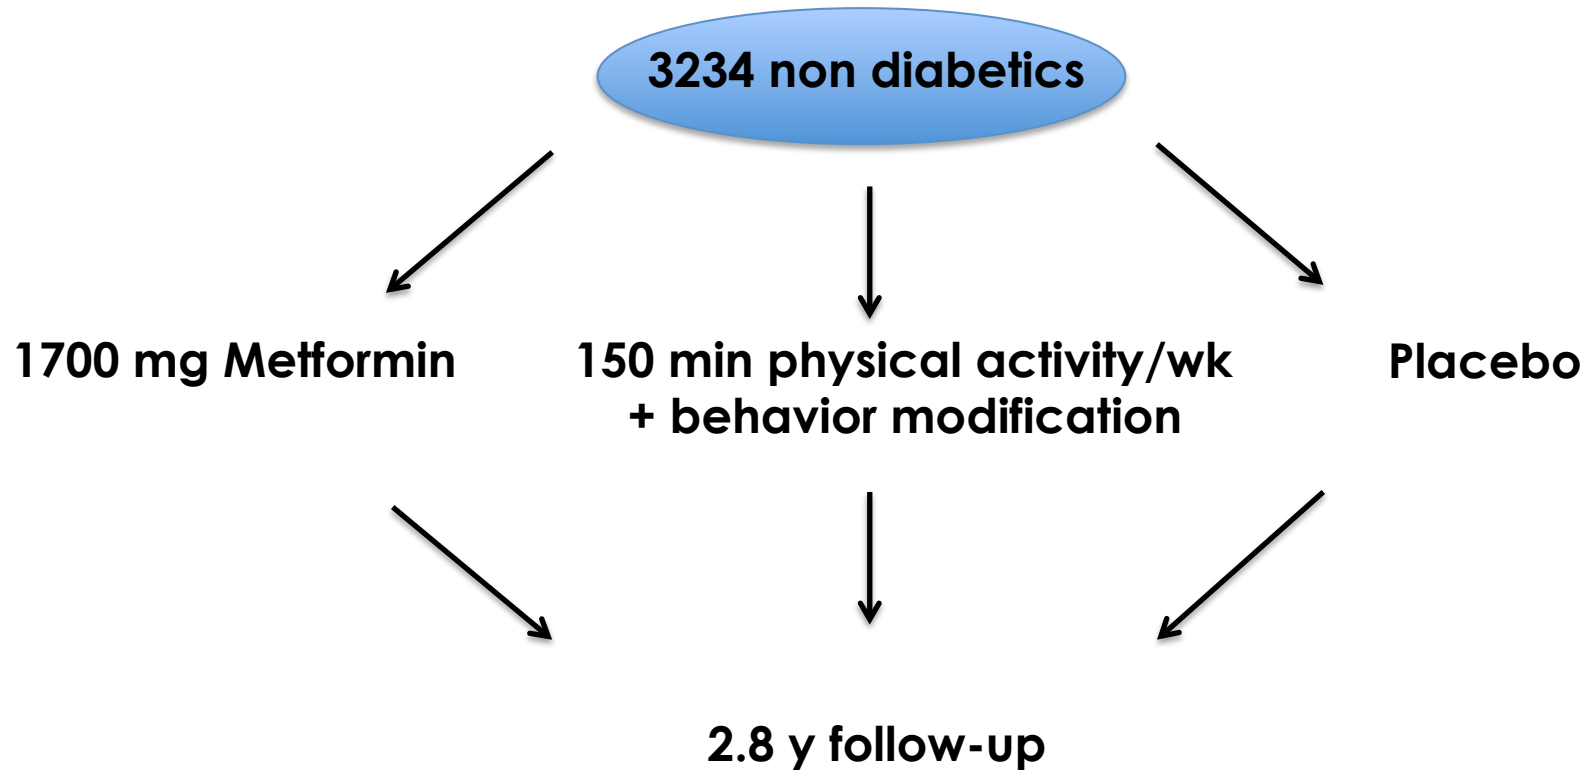 3234 non diabetics
1700 mg Metformin
150 min physical activity/wk
+ behavior modification
Placebo
2.8 y follow-up